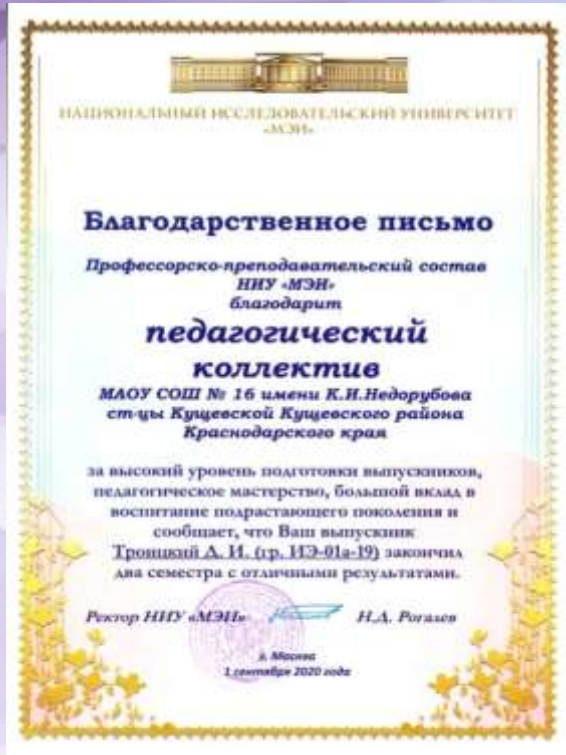 НАЦИОНАЛЬНЫЙ ИССЛЕДОВАТЕЛЬСКИЙ УНИВЕРСИТЕТ
«МЭИ»
Благодарственное письмо
Профессорско-преподавательский состав
НИУ «МЭИ»
благодарит
педагогический
коллектив
МАОУ СОШ № 16 имени К.И.Недорубова
ст-цы Кущевской Кущевского района
Краснодарского края
за высокий уровень подготовки выпускников,
педагогическое мастерство, большой вклад в
воспитание подрастающего поколения и
сообщает, что Ваш выпускник
Троицкий Д. И. (гр. ИЭ-01а-19) закончил
два семестра с отличными результатами.
Ректор НИУ «МЭИ» Н.Д. Рогалев
г. Москва
1 сентября 2020 года